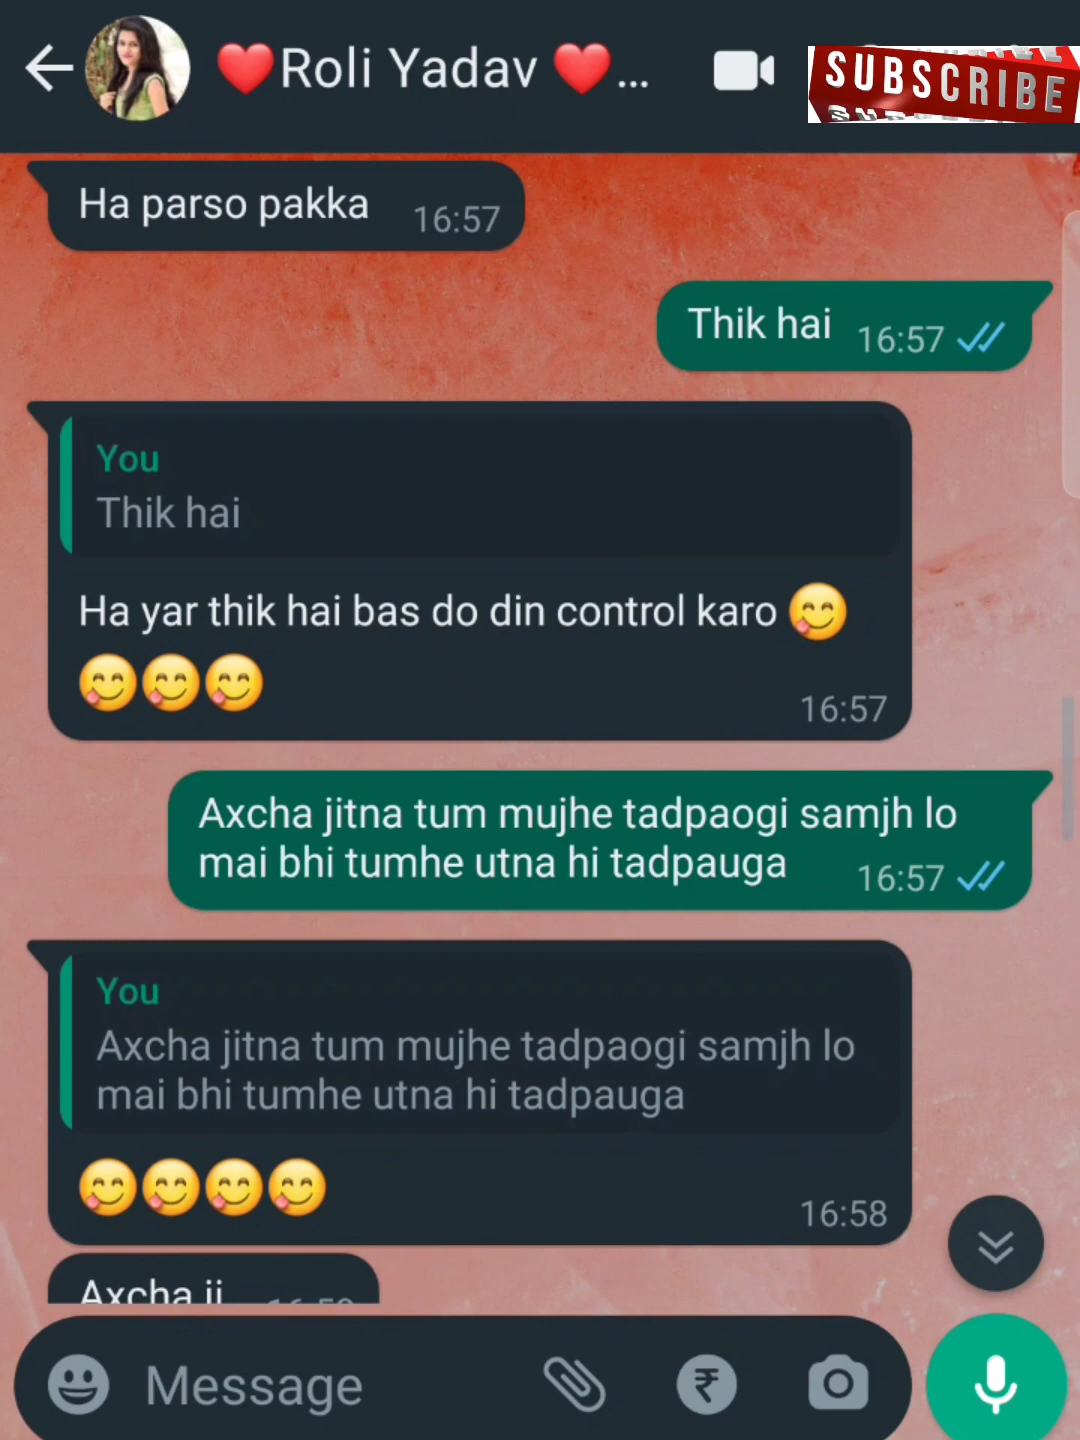 ❤️Roli Yadav ❤️...
SUBSCRIBE
Ha parso pakka 16:57
Thik hai 16:57
You
Thik hai
Ha yar thik hai bas do din control karo 😋
😋😋😋
16:57
Axcha jitna tum mujhe tadpaogi samjh lo
mai bhi tumhe utna hi tadpauga 16:57
You
Axcha jitna tum mujhe tadpaogi samjh lo
mai bhi tumhe utna hi tadpauga
😋😋😋😋
16:58
Axcha ji
Message